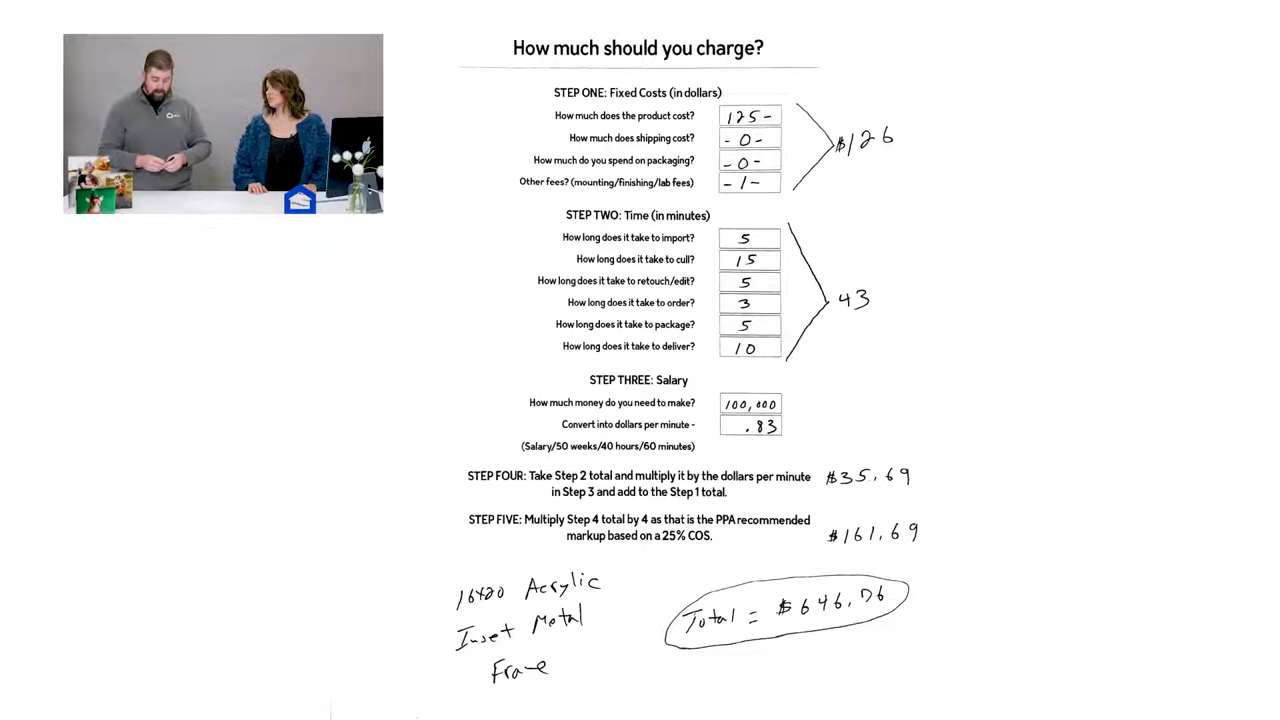 How much should you charge?
STEP ONE: Fixed Costs (in dollars)
How much does the product cost? 125-
How much does shipping cost? -0-
How much do you spend on packaging? -0-
Other fees? (mounting/finishing/lab fees) -1-
$126
STEP TWO: Time (in minutes)
How long does it take to import? 5
How long does it take to cull? 15
How long does it take to retouch/edit? 5
How long does it take to order? 3
How long does it take to package? 5
How long does it take to deliver? 10
43
STEP THREE: Salary
How much money do you need to make? 100,000
Convert into dollars per minute - .83
(Salary/50 weeks/40 hours/60 minutes)
STEP FOUR: Take Step 2 total and multiply it by the dollars per minute
in Step 3 and add to the Step 1 total.
$35.69
STEP FIVE: Multiply Step 4 total by 4 as that is the PPA recommended
markup based on a 25% COS.
$161.69
16x20 Acrylic
Inset Metal
Frame
Total = $646.76